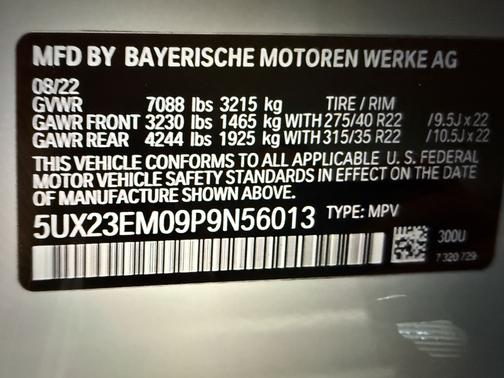 MFD BY BAYERISCHE MOTOREN WERKE AG
08/22
GVWR 7088 lbs 3215 kg TIRE / RIM
GAWR FRONT 3230 lbs 1465 kg WITH 275/40 R22 /9.5J x 22
GAWR REAR 4244 lbs 1925 kg WITH 315/35 R22 /10.5J x 22
THIS VEHICLE CONFORMS TO ALL APPLICABLE U. S. FEDERAL
MOTOR VEHICLE SAFETY STANDARDS IN EFFECT ON THE DATE
OF MANUFACTURE SHOWN ABOVE.
5UX23EM09P9N56013 TYPE: MPV
300U
7 320 729